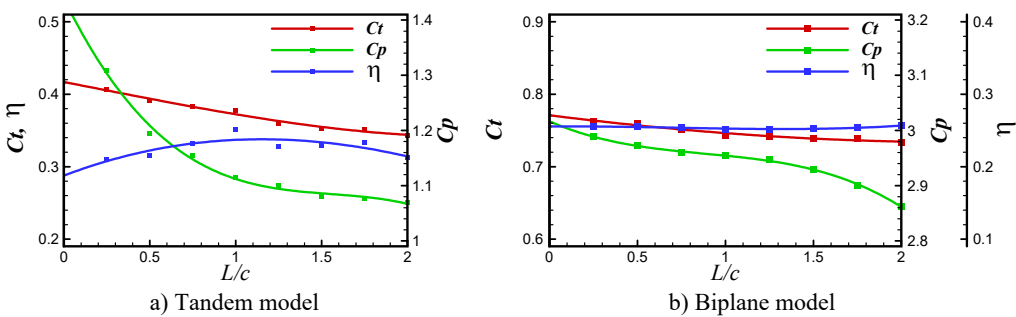 0.5
0.4
0.3
0.2
Ct, η
1.4
1.3
1.2
1.1
1
Cp
Ct
Cp
η
0 0.5 1 1.5 2
L/c
a) Tandem model
0.9
0.8
0.7
0.6
Ct
3.2
3.1
3
2.9
2.8
Cp
0.4
0.3
0.2
0.1
η
Ct
Cp
η
0 0.5 1 1.5 2
L/c
b) Biplane model